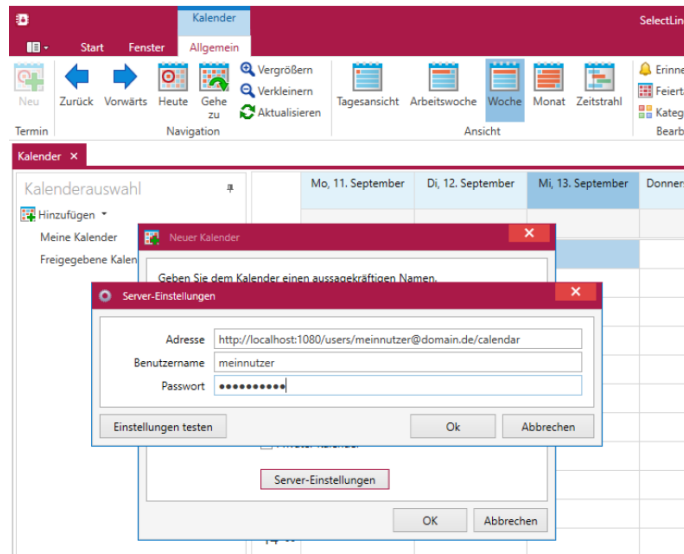 Kalender
SelectLin
Start Fenster Allgemein
Neu
Zurück Vorwärts Heute Gehe zu
Vergrößern
Verkleinern
Aktualisieren
Tagesansicht Arbeitswoche Woche Monat Zeitstrahl
Erinne
Feierta
Kateg
Termin Navigation Ansicht Bearb
Kalender ×
Kalenderauswahl
Hinzufügen
Meine Kalender
Freigegebene Kalen
Mo, 11. September Di, 12. September Mi, 13. September Donners
Neuer Kalender
Geben Sie dem Kalender einen aussagekräftigen Namen.
Server-Einstellungen
Adresse http://localhost:1080/users/meinnutzer@domain.de/calendar
Benutzername meinnutzer
Passwort ●●●●●●●●●●
Einstellungen testen Ok Abbrechen
Server-Einstellungen
OK Abbrechen